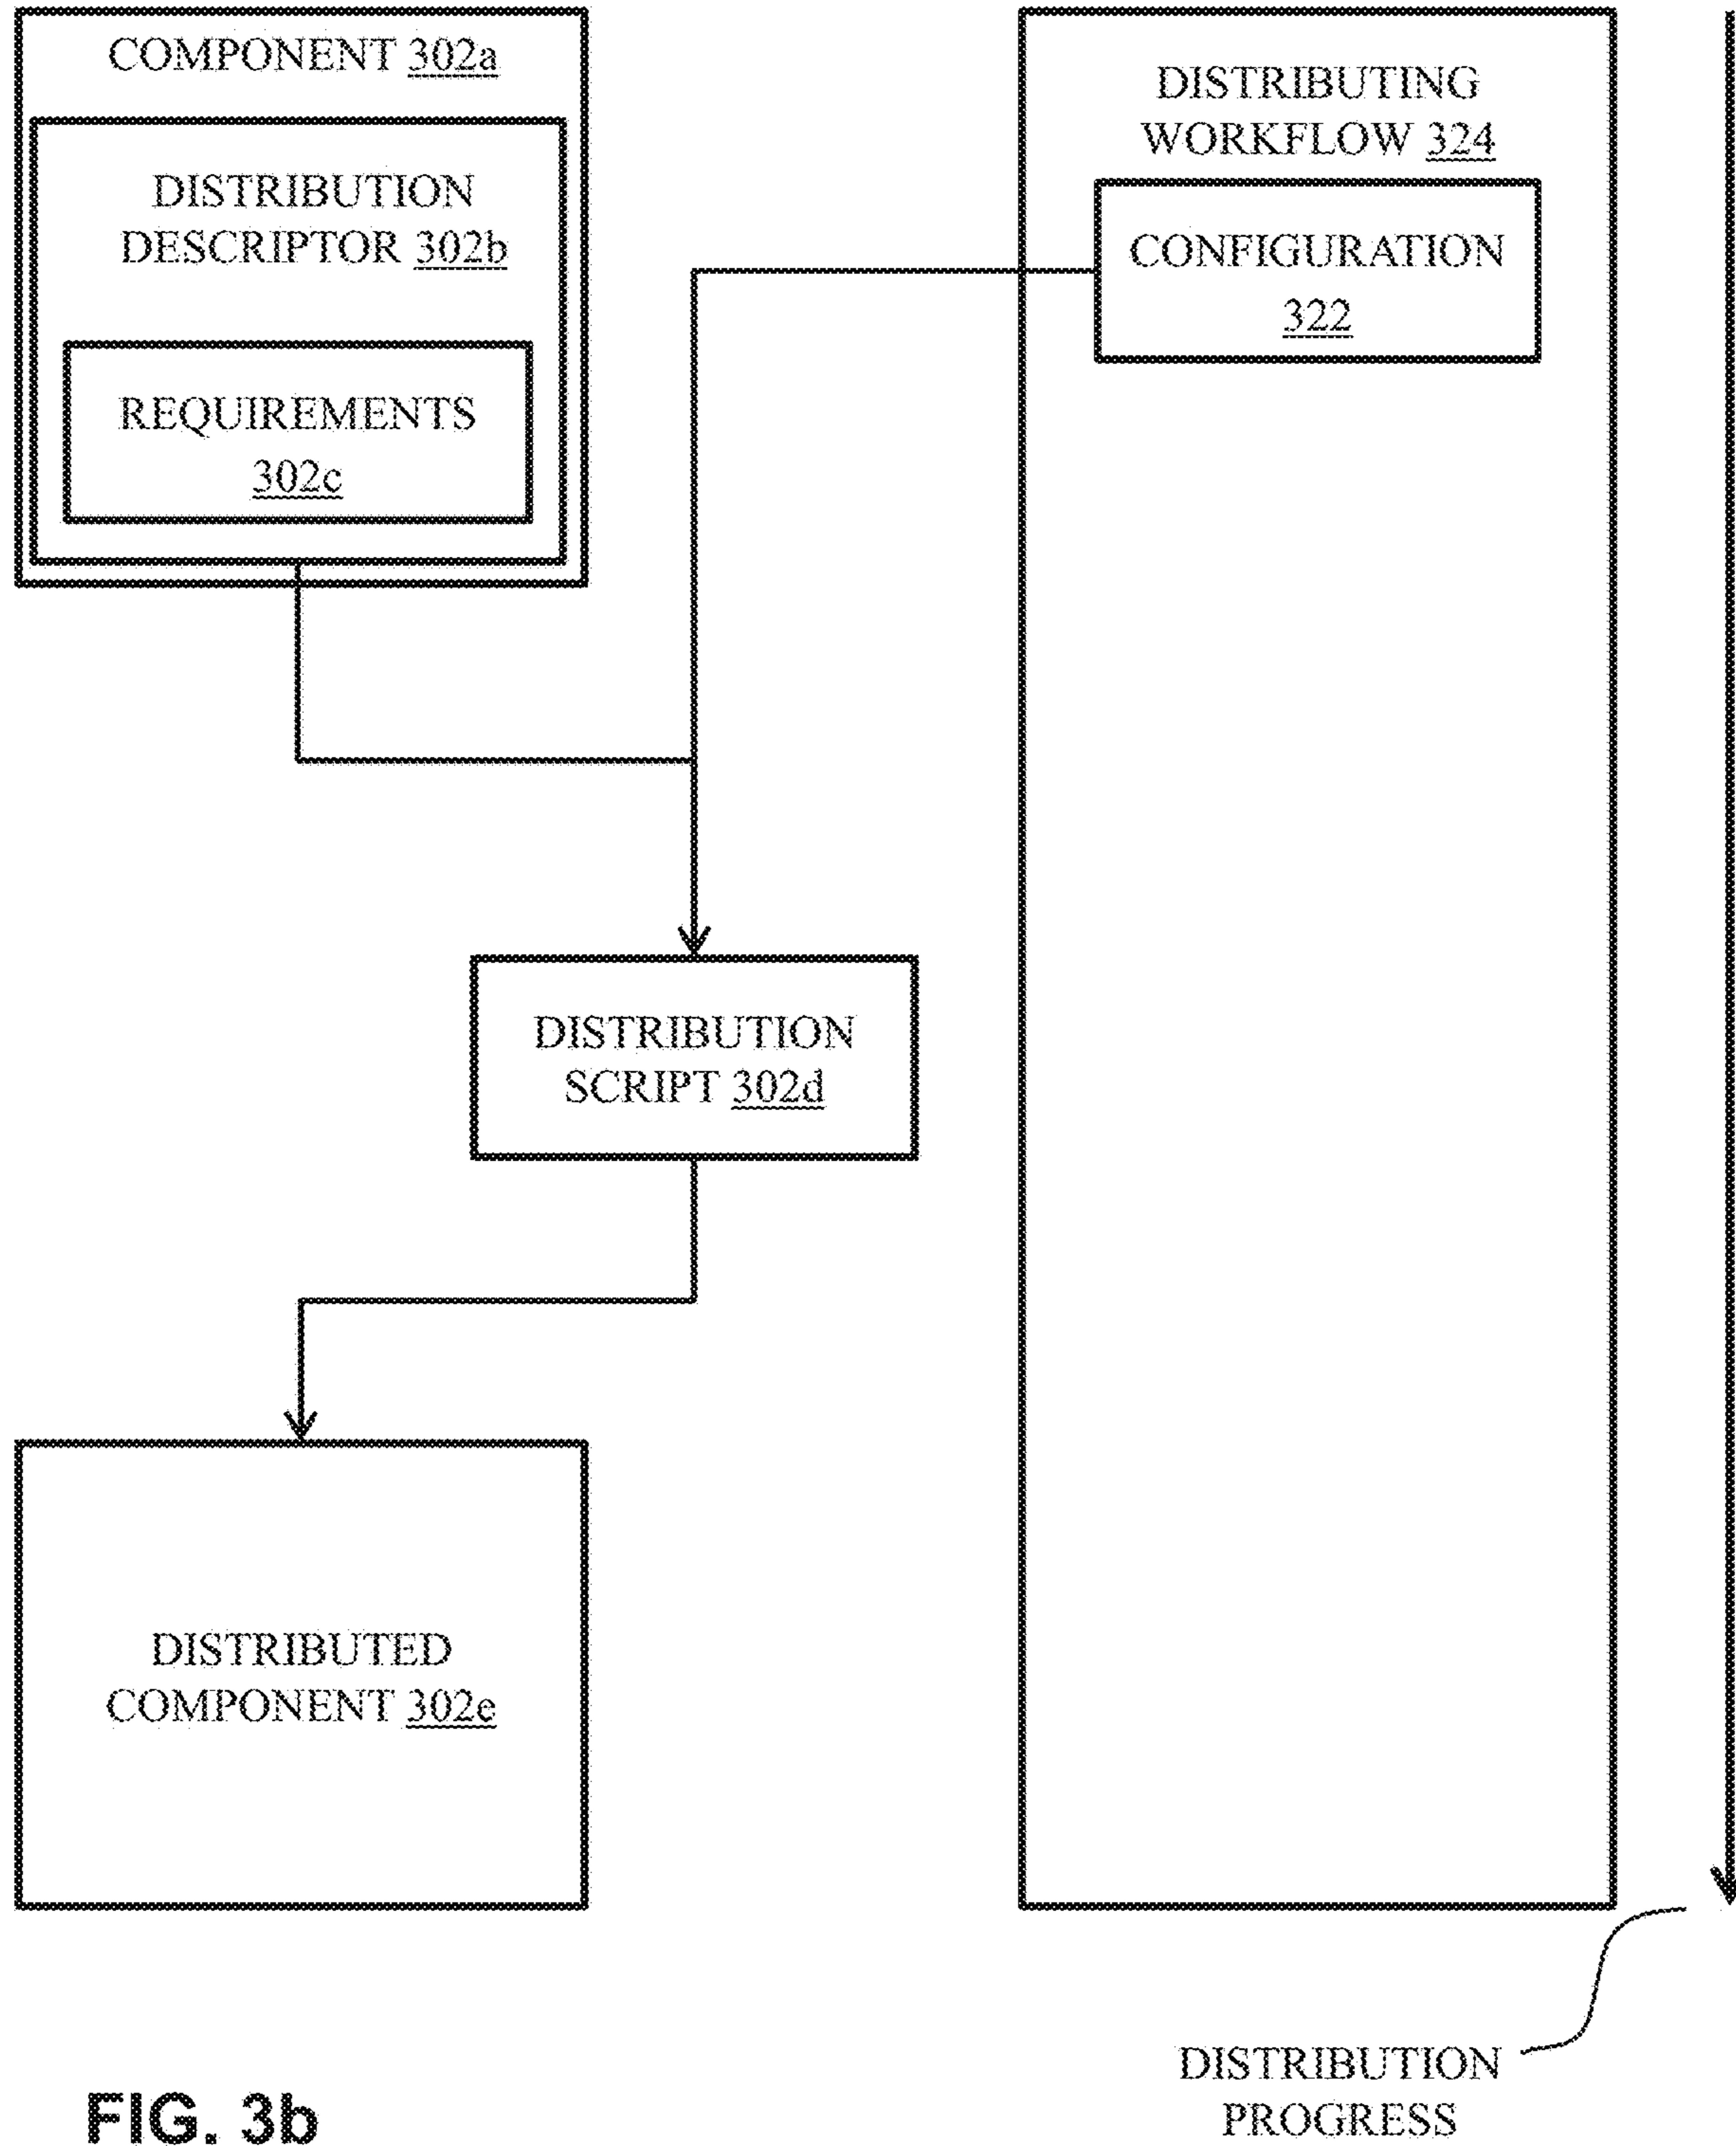 COMPONENT 302a
DISTRIBUTION
DESCRIPTOR 302b
REQUIREMENTS
302c
DISTRIBUTING
WORKFLOW 324
CONFIGURATION
322
DISTRIBUTION
SCRIPT 302d
DISTRIBUTED
COMPONENT 302e
DISTRIBUTION
PROGRESS
FIG. 3b